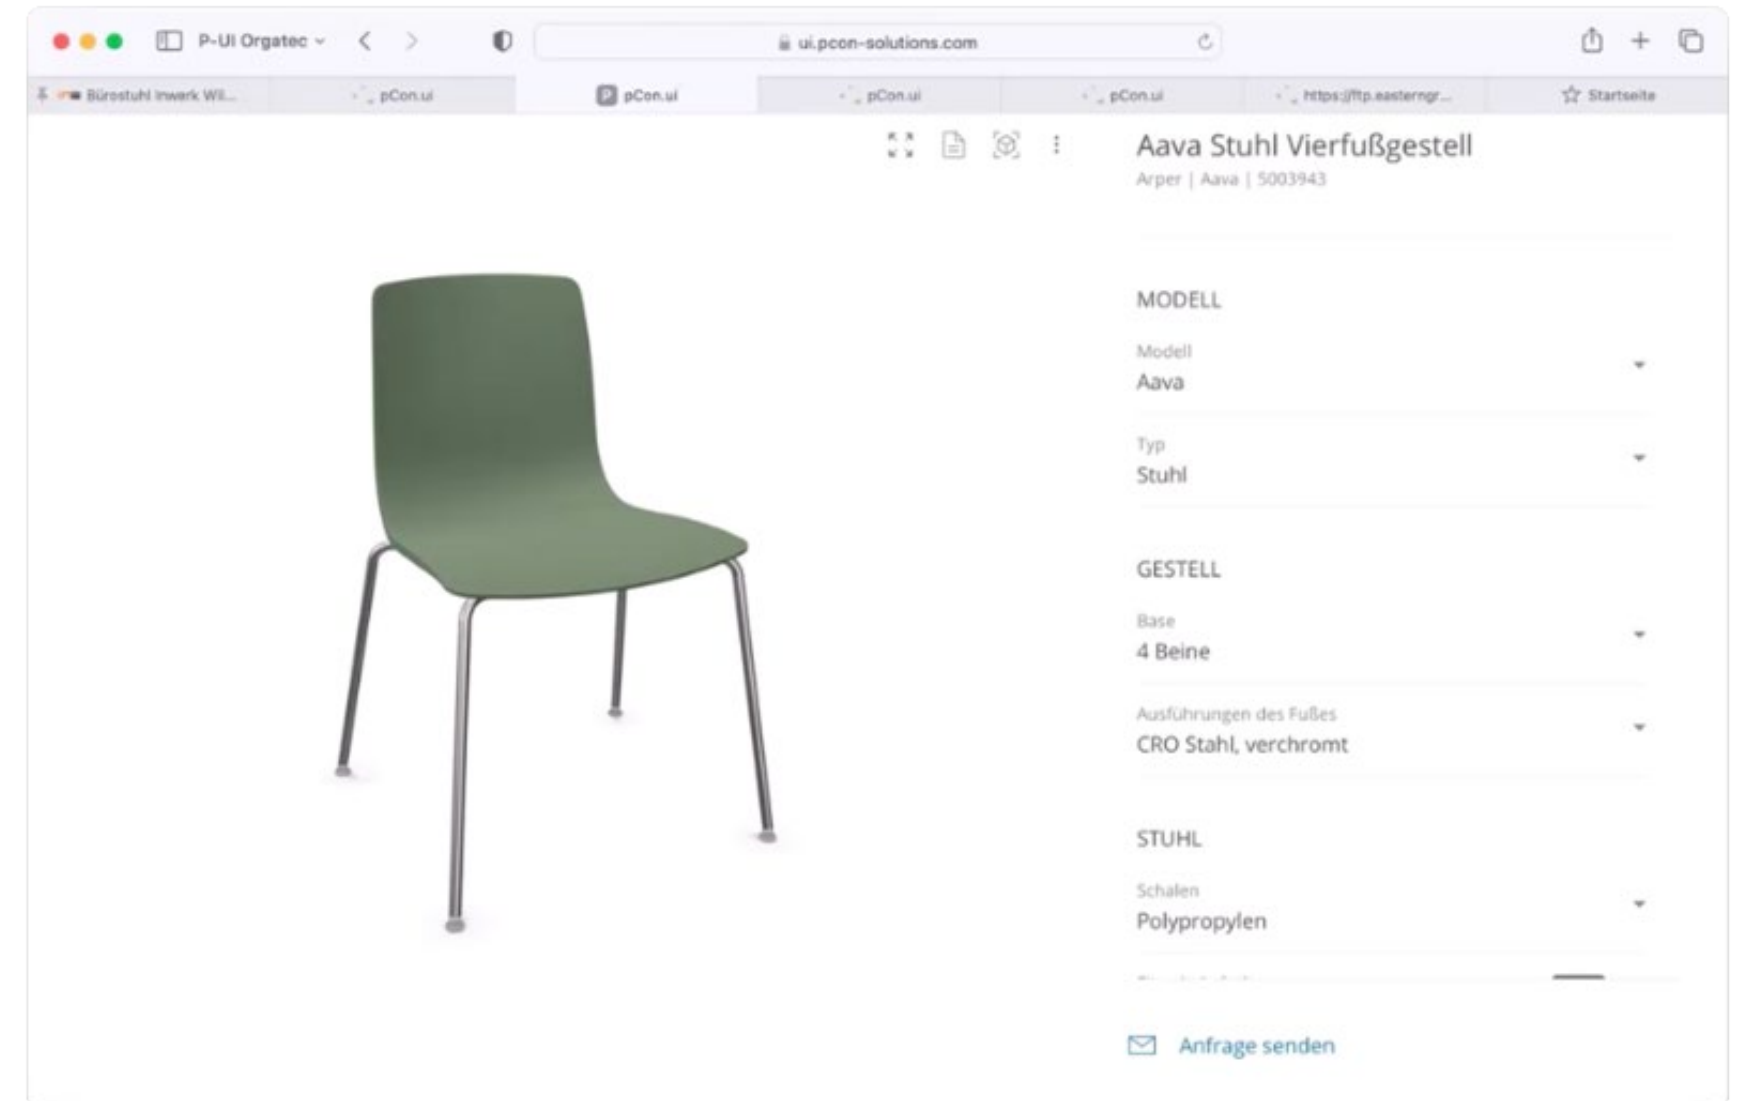 P-UI Orgatec
ui.pcon-solutions.com
Bürostuhl Inwerk Wil...
pCon.ui
pCon.ui
pCon.ui
pCon.ui
https://ftp.easterngr...
Startseite
Aava Stuhl Vierfußgestell
Arper | Aava | 5003943
MODELL
Modell
Aava
Typ
Stuhl
GESTELL
Base
4 Beine
Ausführungen des Fußes
CRO Stahl, verchromt
STUHL
Schalen
Polypropylen
Anfrage senden